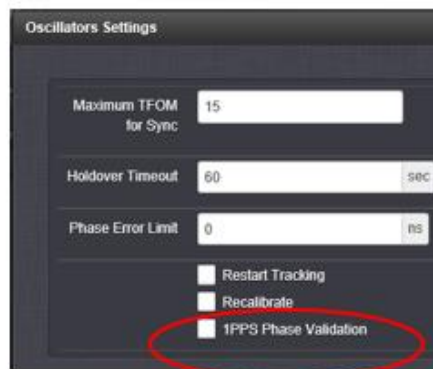 Oscillators Settings
Maximum TFOM
for Sync
15
Holdover Timeout
60
sec
Phase Error Limit
0
ns
Restart Tracking
Recalibrate
1PPS Phase Validation